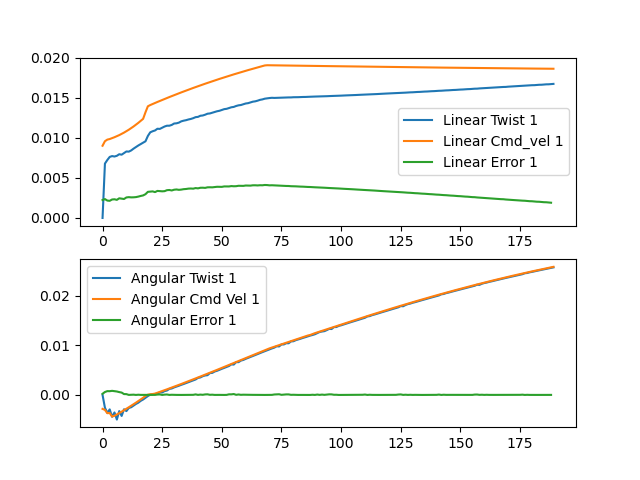 0.020
0.015
0.010
0.005
0.000
Linear Twist 1
Linear Cmd_vel 1
Linear Error 1
0 25 50 75 100 125 150 175
Angular Twist 1
Angular Cmd Vel 1
Angular Error 1
0.02
0.01
0.00
0 25 50 75 100 125 150 175